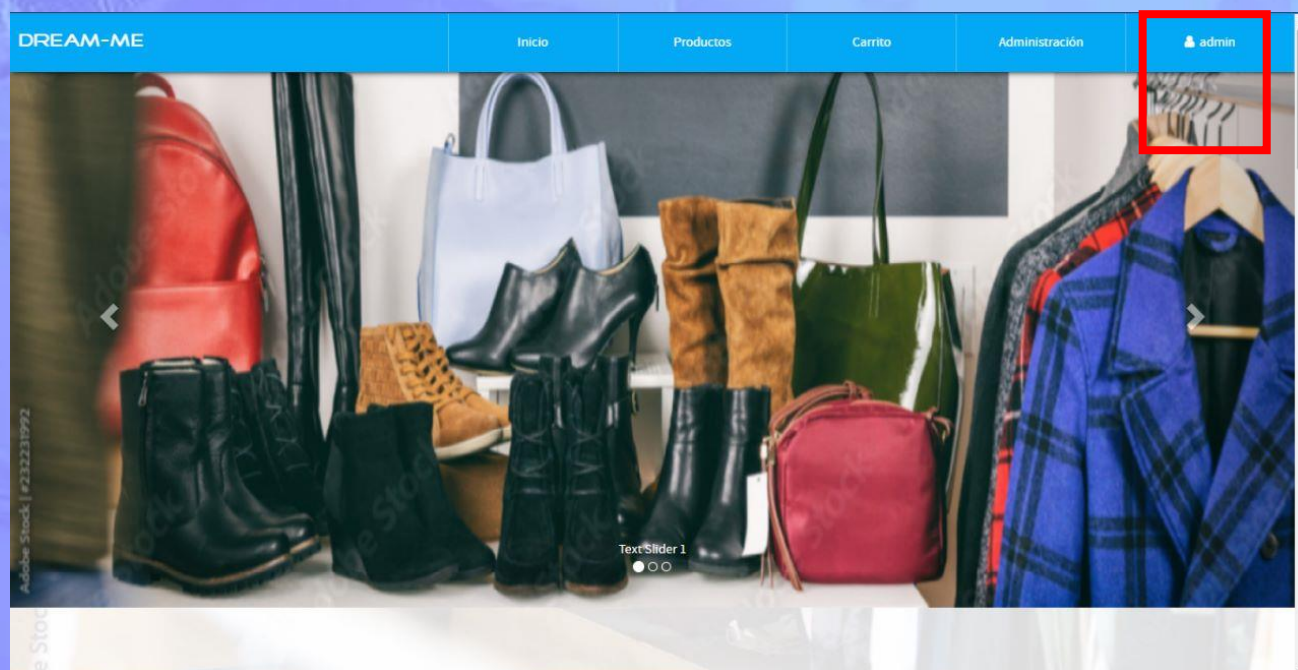 DREAM-ME
Inicio
Productos
Carrito
Administración
admin
Text Slider 1
Adobe Stock | #232231992